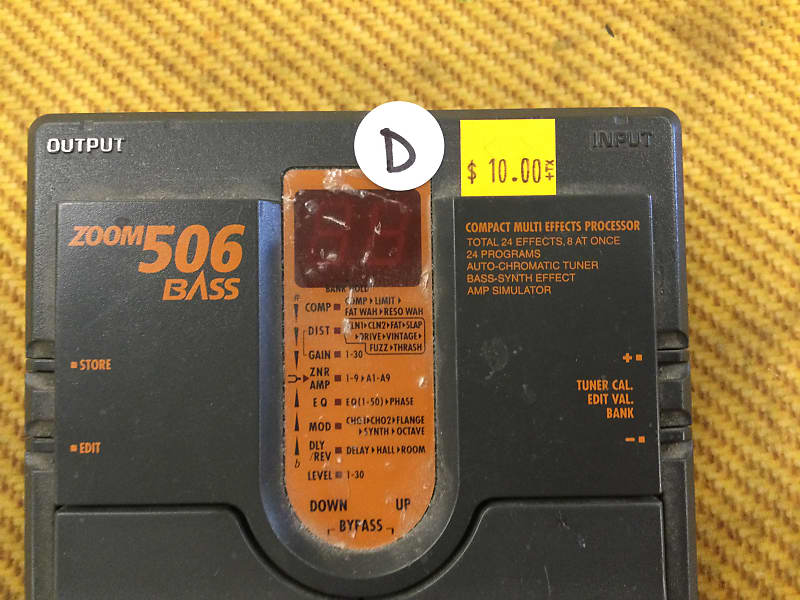 OUTPUT
D
$ 10.00 +TX
INPUT
ZOOM 506
BASS
COMPACT MULTI EFFECTS PROCESSOR
TOTAL 24 EFFECTS, 8 AT ONCE
24 PROGRAMS
AUTO-CHROMATIC TUNER
BASS-SYNTH EFFECT
AMP SIMULATOR
BANK HOLD
COMP COMP▸LIMIT▸
FAT WAH▸RESO WAH
DIST CLN1▸CLN2▸FAT▸SLAP
▸DRIVE▸VINTAGE▸
FUZZ▸THRASH
GAIN 1-30
ZNR
AMP 1-9▸A1-A9
EQ EQ(1-50)▸PHASE
MOD CHO1▸CHO2▸FLANGE
▸SYNTH▸OCTAVE
DLY
/REV DELAY▸HALL▸ROOM
LEVEL 1-30
DOWN UP
BYPASS
STORE
EDIT
+
TUNER CAL.
EDIT VAL.
BANK
−